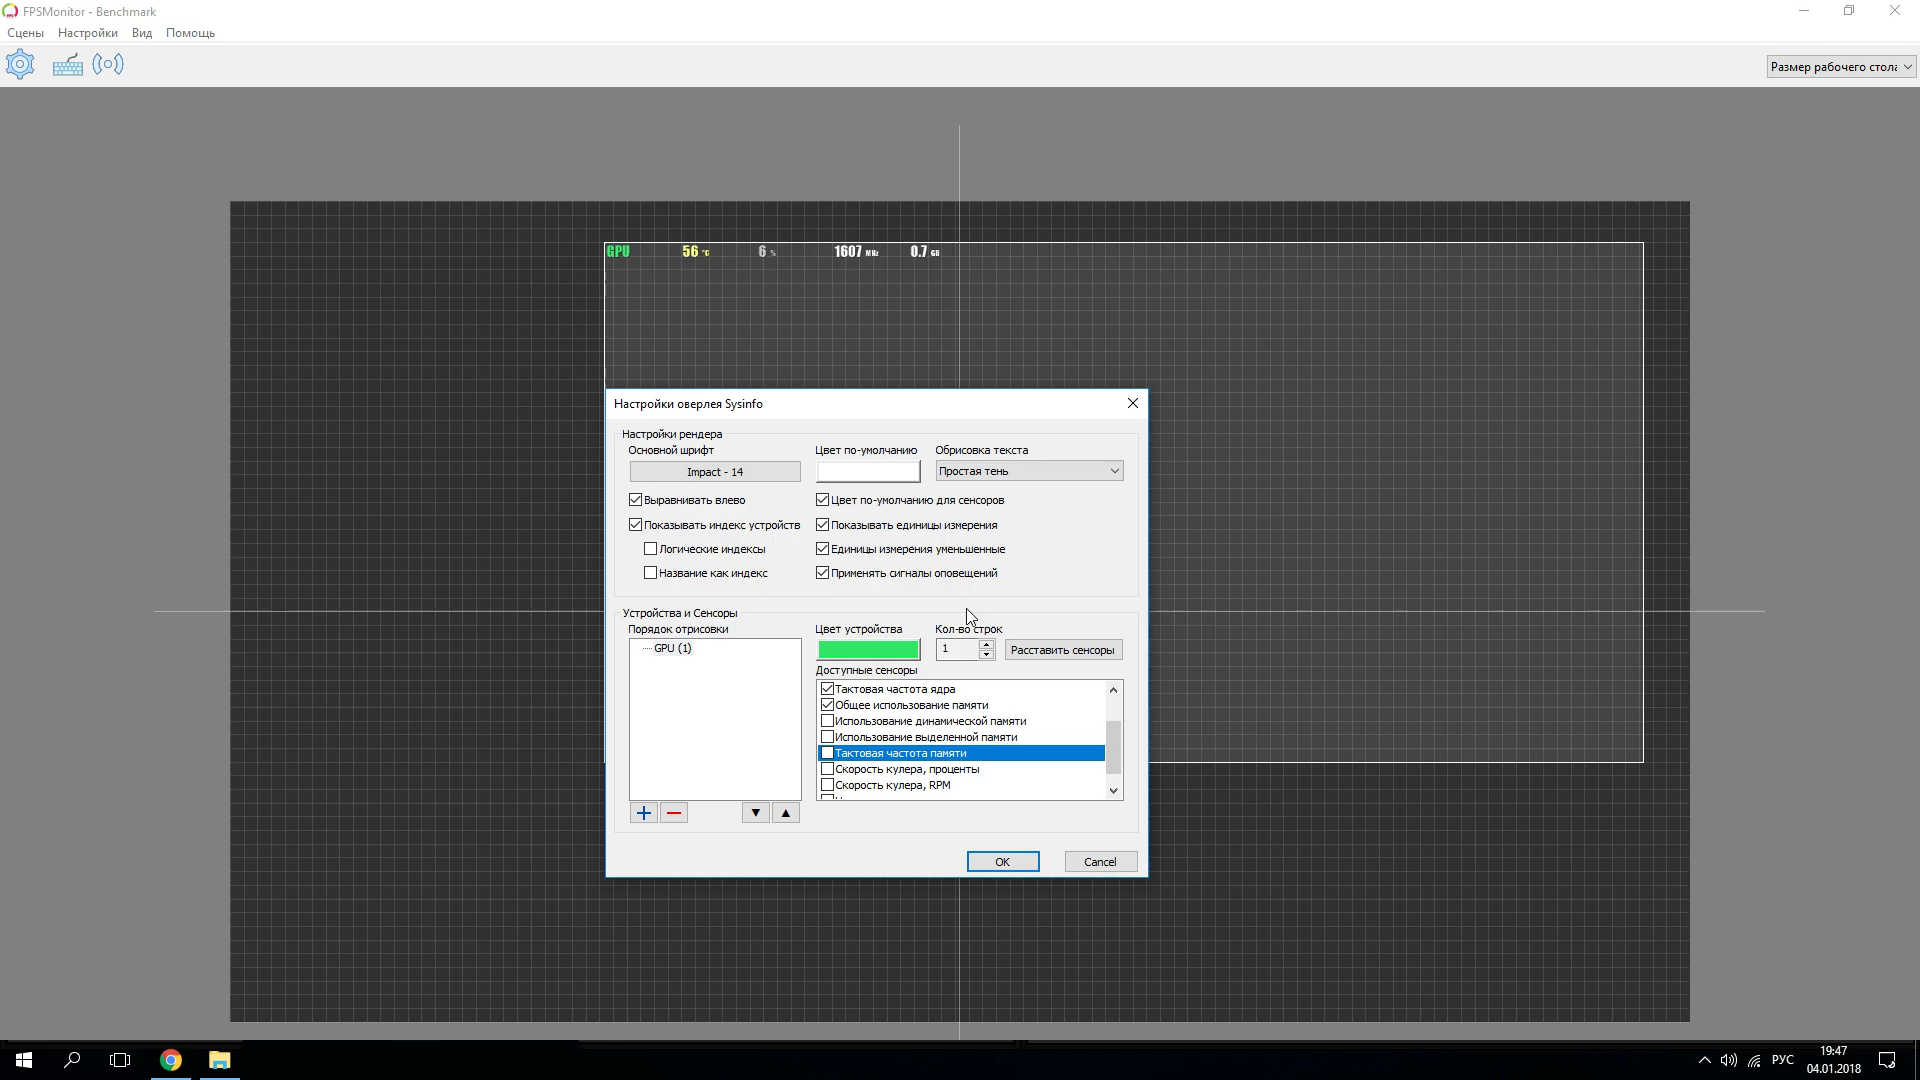 FPSMonitor - Benchmark
Сцены Настройки Вид Помощь
Размер рабочего стола
GPU 56 °C 6 % 1607 MHz 0.7 GB
Настройки оверлея Sysinfo
Настройки рендера
Основной шрифт Цвет по-умолчанию Обрисовка текста
Impact - 14 Простая тень
Выравнивать влево Цвет по-умолчанию для сенсоров
Показывать индекс устройств Показывать единицы измерения
Логические индексы Единицы измерения уменьшенные
Название как индекс Применять сигналы оповещений
Устройства и Сенсоры
Порядок отрисовки Цвет устройства Кол-во строк
GPU (1) 1 Расставить сенсоры
Доступные сенсоры
Тактовая частота ядра
Общее использование памяти
Использование динамической памяти
Использование выделенной памяти
Тактовая частота памяти
Скорость кулера, проценты
Скорость кулера, RPM
OK Cancel
РУС 19:47
04.01.2018